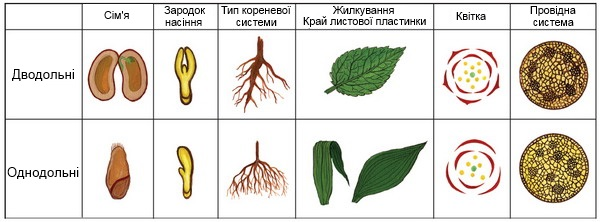 Сім'я
Зародок
насіння
Тип кореневої
системи
Жилкування
Край листової пластинки
Квітка
Провідна
система
Дводольні
Однодольні